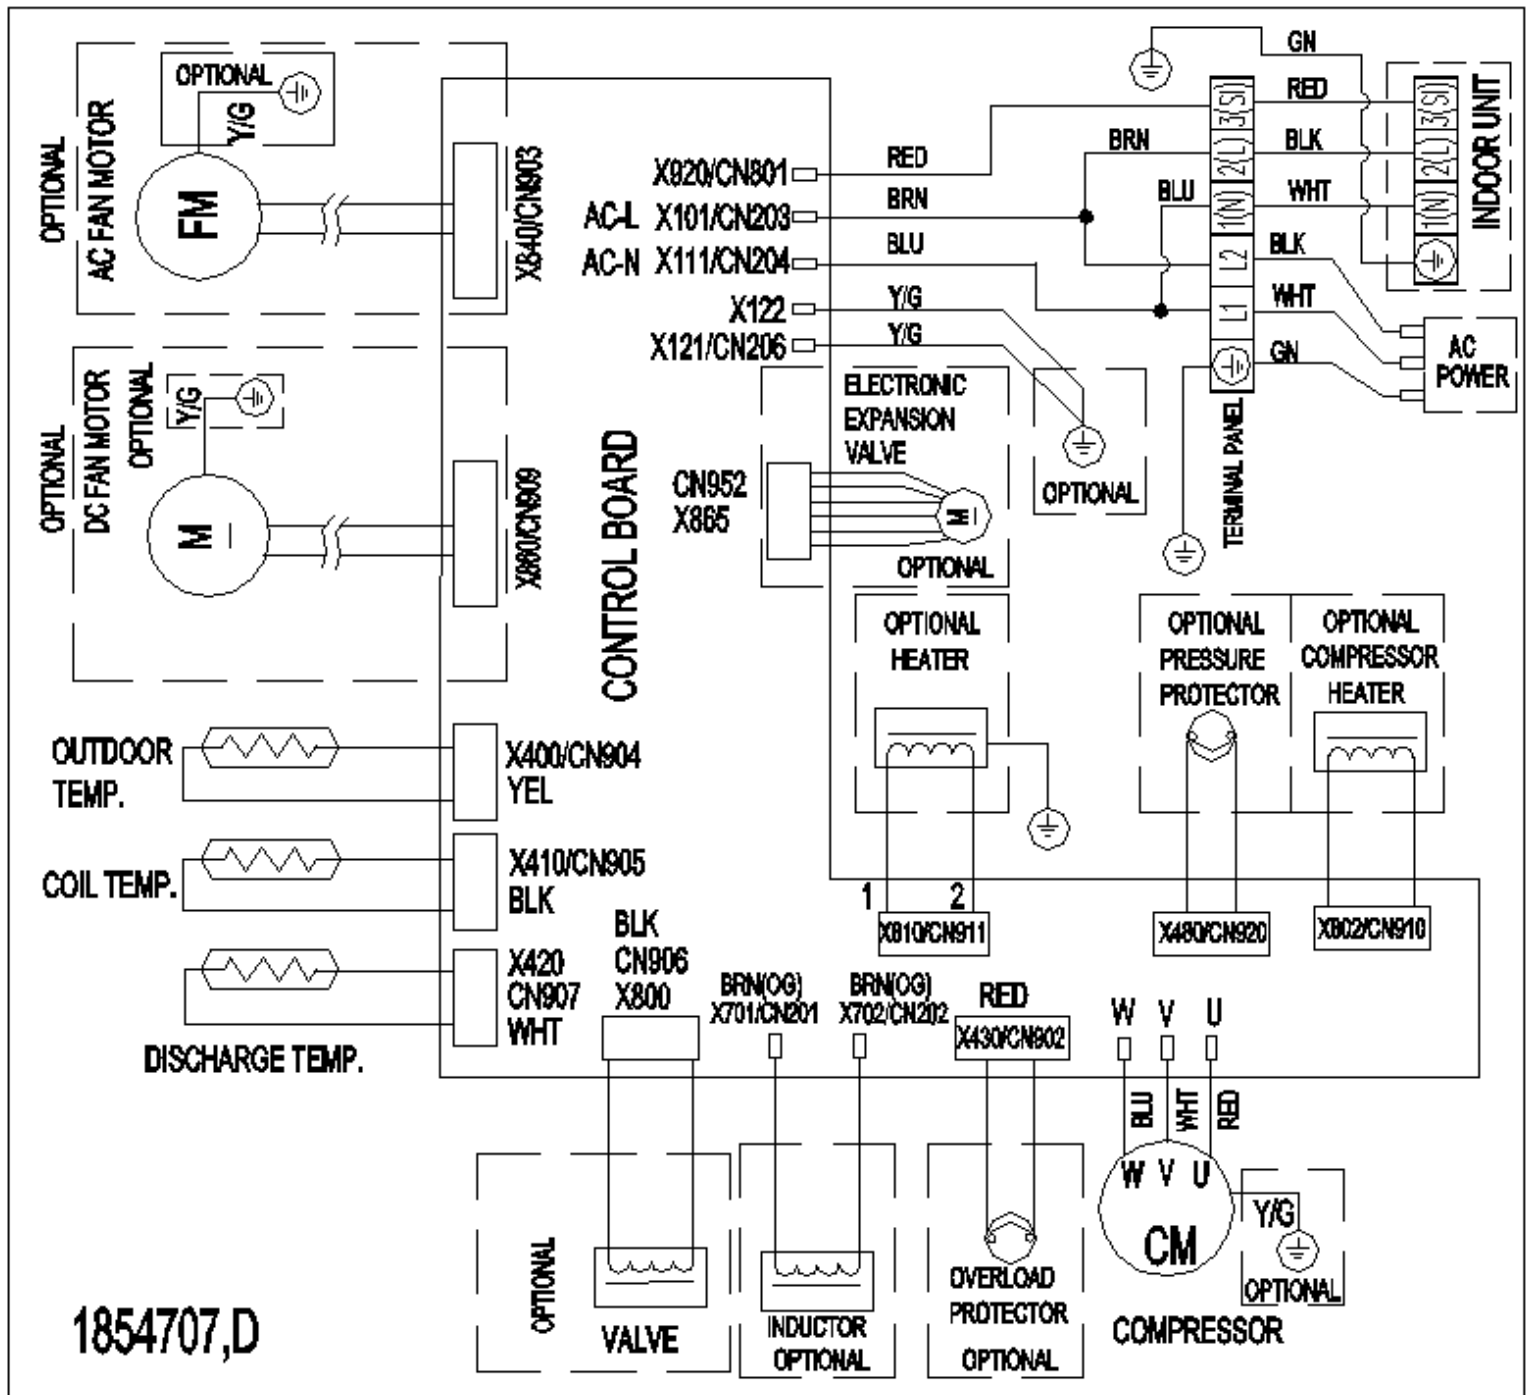 OPTIONAL
AC FAN MOTOR
OPTIONAL
Y/G
FM
X840/CN903
OPTIONAL
DC FAN MOTOR
OPTIONAL
Y/G
M
X860/CN909
OUTDOOR
TEMP.
X400/CN904
YEL
COIL TEMP.
X410/CN905
BLK
DISCHARGE TEMP.
X420
CN907
WHT
CONTROL BOARD
X920/CN801
RED
AC-L X101/CN203
BRN
AC-N X111/CN204
BLU
X122
Y/G
X121/CN206
Y/G
BRN
BLU
3(SI)
2(L)
1(N)
L2
L1
TERMINAL PANEL
GN
RED
BLK
WHT
3(SI)
2(L)
1(N)
INDOOR UNIT
BLK
WHT
GN
AC
POWER
ELECTRONIC
EXPANSION
VALVE
CN952
X865
M
OPTIONAL
OPTIONAL
OPTIONAL
HEATER
1
2
X810/CN911
OPTIONAL
PRESSURE
PROTECTOR
X480/CN920
OPTIONAL
COMPRESSOR
HEATER
X802/CN910
BLK
CN906
X800
OPTIONAL
VALVE
BRN(OG)
X701/CN201
BRN(OG)
X702/CN202
INDUCTOR
OPTIONAL
RED
X430/CN902
OVERLOAD
PROTECTOR
OPTIONAL
W V U
BLU
WHT
RED
W V U
CM
Y/G
OPTIONAL
COMPRESSOR
1854707,D